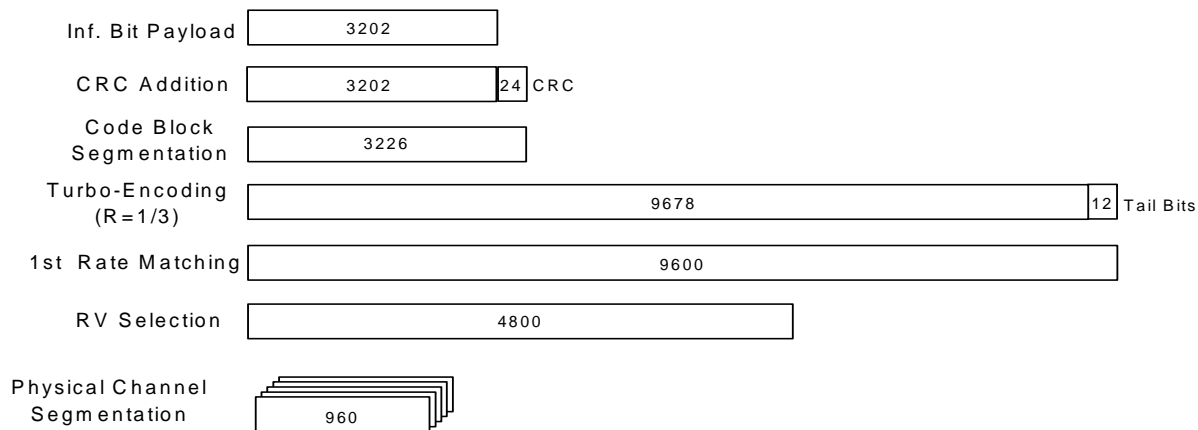 Inf. Bit Payload
3202
CRC Addition
3202
24
CRC
Code Block
Segmentation
3226
Turbo-Encoding
(R=1/3)
9678
12
Tail Bits
1st Rate Matching
9600
RV Selection
4800
Physical Channel
Segmentation
960